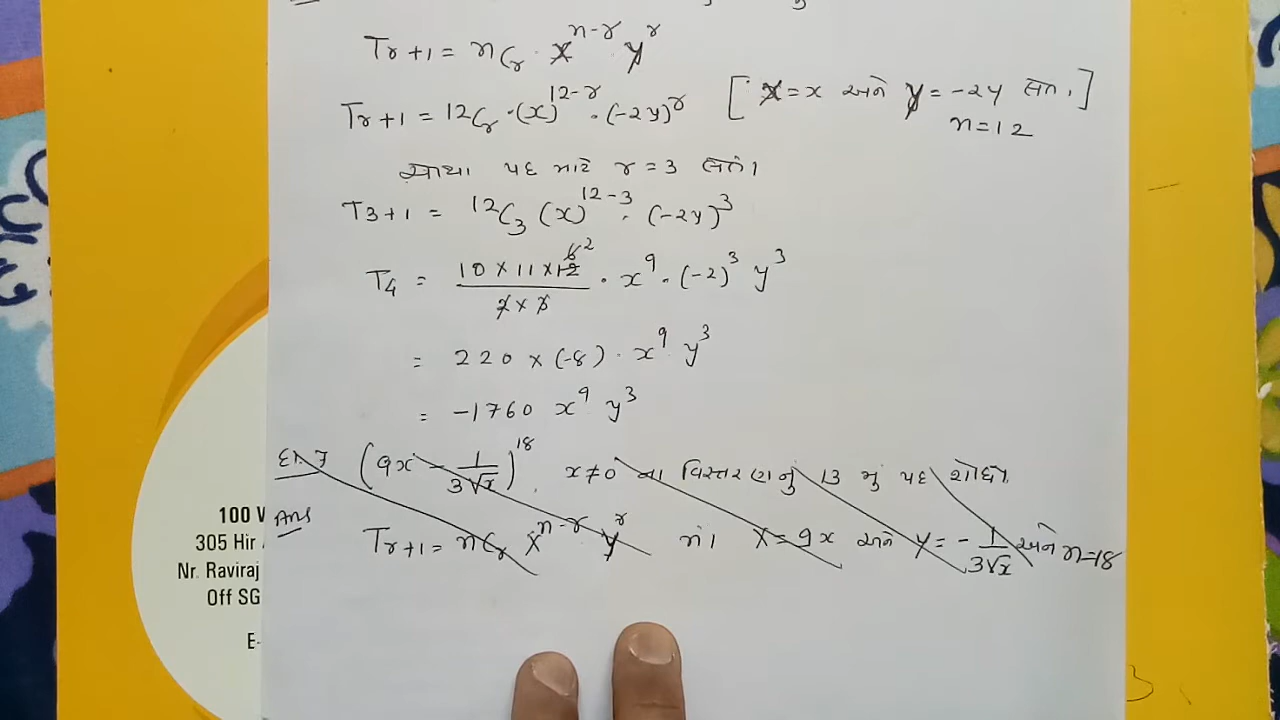 Tr+1 = nCr · X^n-r · y^r
Tr+1 = 12Cr · (x)^12-r · (-2y)^r [ X = x અને y = -2y લેતાં ]
n = 12
ચોથા પદ માટે r = 3 લેતાં
T3+1 = 12C3 (x)^12-3 · (-2y)^3
T4 = 10 × 11 × 12 6 2 / 2 × 3 · x^9 · (-2)^3 y^3
= 220 × (-8) · x^9 y^3
= -1760 x^9 y^3
(9x - 1/3√x)^18, x ≠ 0 ના વિસ્તરણનું 13 મું પદ શોધો.
Ans
Tr+1 = nCr X^n-r y^r માં X = 9x અને y = - 1/3√x અને n = 18
100 V
305 Hir
Nr. Raviraj
Off SG
E-